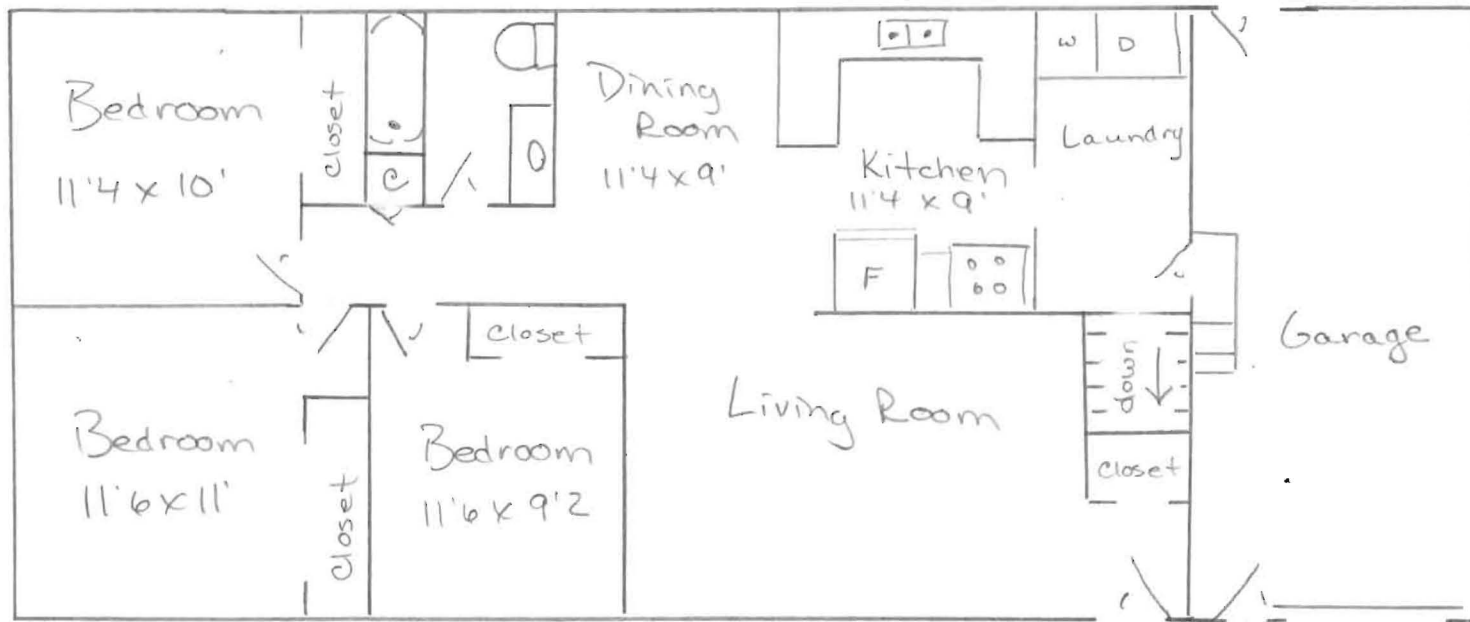 Bedroom
11'4 x 10'
closet
C
Dining
Room
11'4 x 9'
Kitchen
11'4 x 9'
W
D
Laundry
F
Garage
Bedroom
11'6 x 11'
closet
closet
Bedroom
11'6 x 9'2
Living Room
down
closet